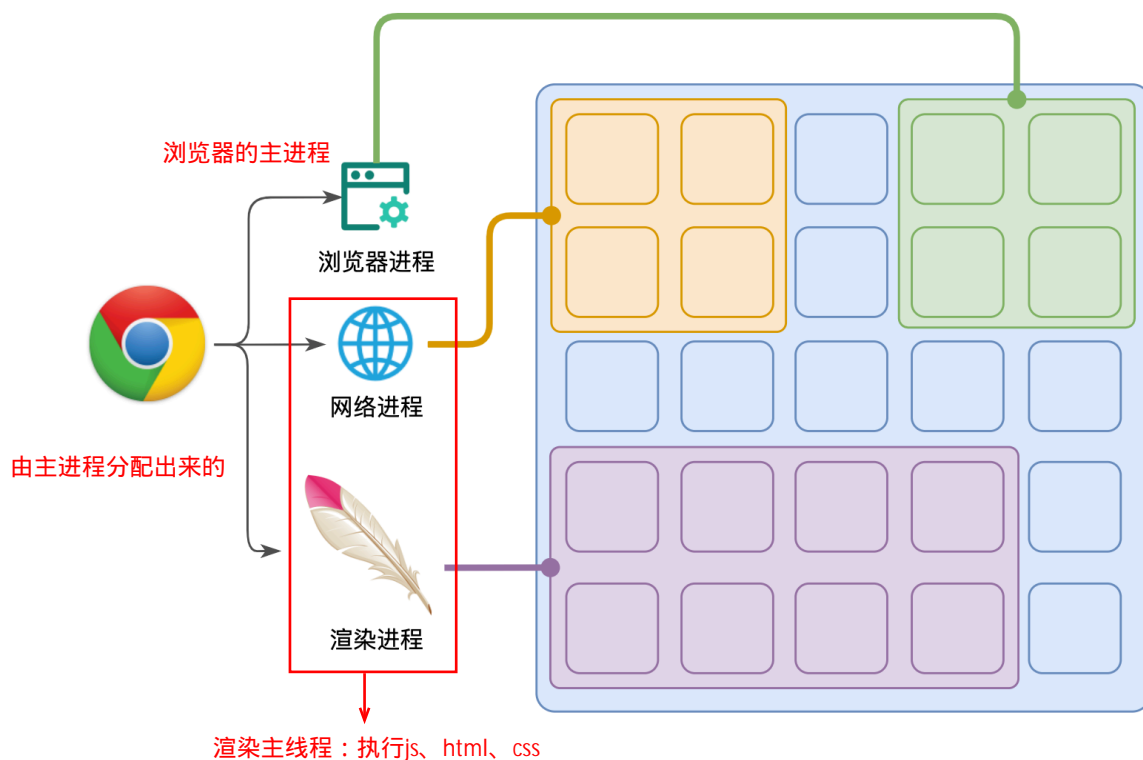 浏览器的主进程
浏览器进程
网络进程
由主进程分配出来的
渲染进程
渲染主线程：执行js、html、css